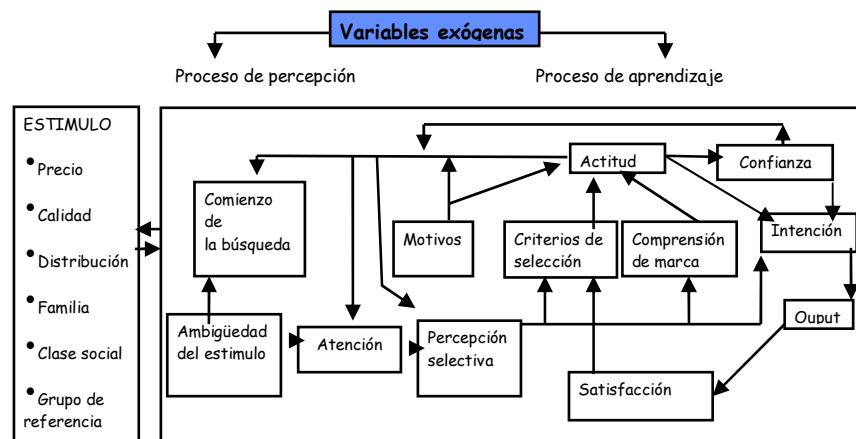 Variables exógenas
Proceso de percepción
Proceso de aprendizaje
ESTIMULO
• Precio
• Calidad
• Distribución
• Familia
• Clase social
• Grupo de
referencia
Actitud
Confianza
Comienzo
de
la búsqueda
Motivos
Criterios de
selección
Comprensión
de marca
Intención
Ambigüedad
del estimulo
Atención
Percepción
selectiva
Ouput
Satisfacción